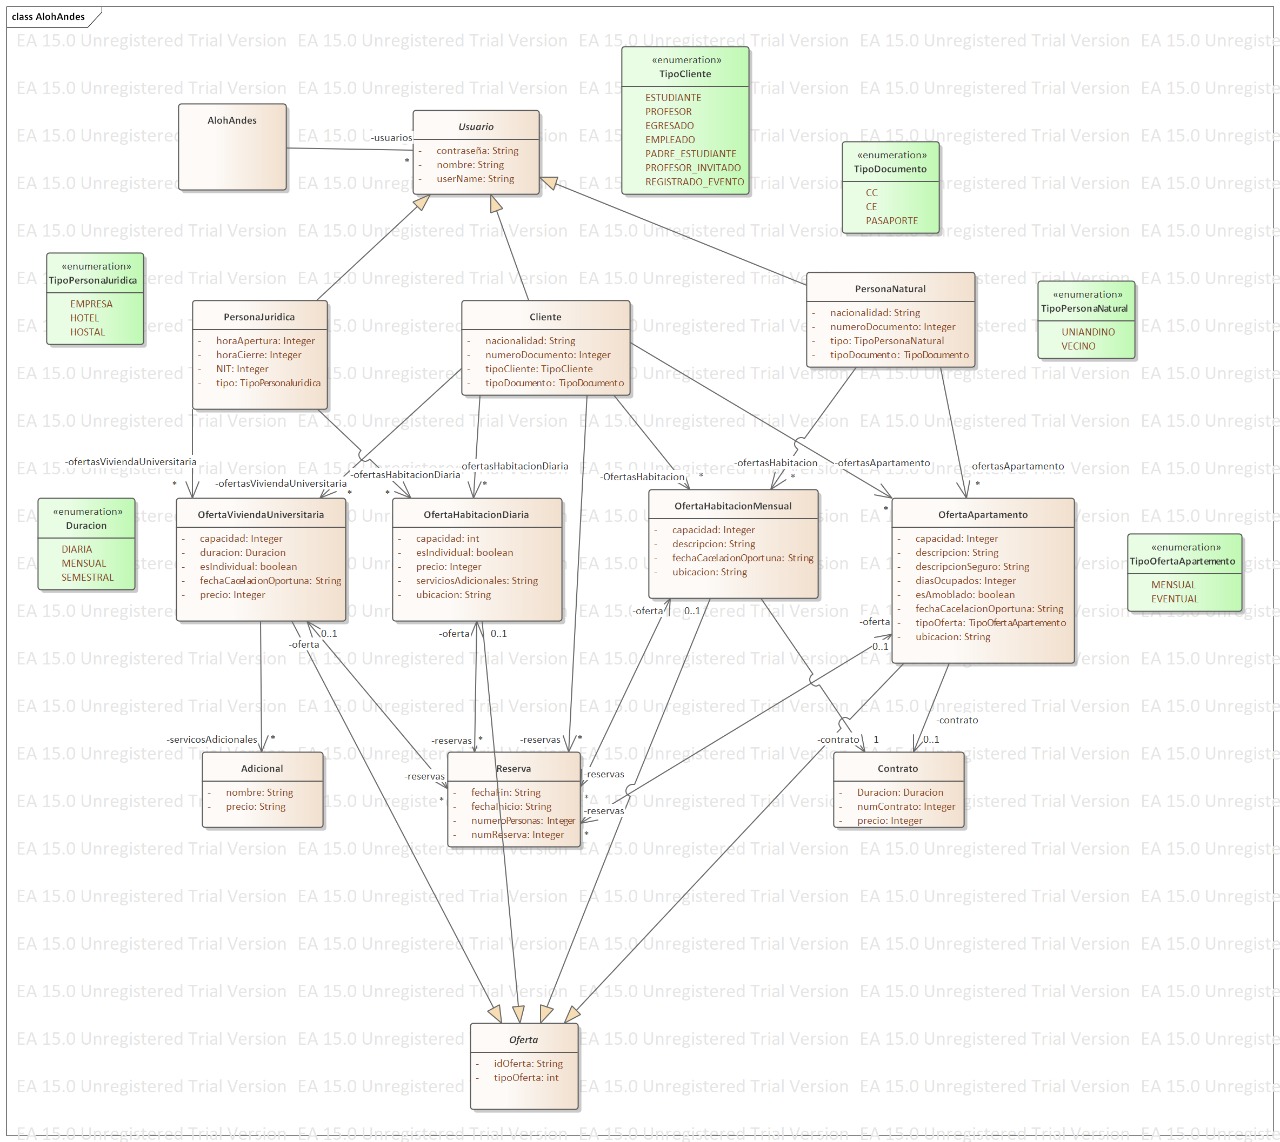 class AlohAndes
EA 15.0 Unregistered Trial Version
«enumeration»
TipoCliente
ESTUDIANTE
PROFESOR
EGRESADO
EMPLEADO
PADRE_ESTUDIANTE
PROFESOR_INVITADO
REGISTRADO_EVENTO
AlohAndes
-usuarios
*
Usuario
- contraseña: String
- nombre: String
- userName: String
«enumeration»
TipoDocumento
CC
CE
PASAPORTE
«enumeration»
TipoPersonaJuridica
EMPRESA
HOTEL
HOSTAL
PersonaJuridica
- horaApertura: Integer
- horaCierre: Integer
- NIT: Integer
- tipo: TipoPersonaJuridica
Cliente
- nacionalidad: String
- numeroDocumento: Integer
- tipoCliente: TipoCliente
- tipoDocumento: TipoDocumento
PersonaNatural
- nacionalidad: String
- numeroDocumento: Integer
- tipo: TipoPersonaNatural
- tipoDocumento: TipoDocumento
«enumeration»
TipoPersonaNatural
UNIANDINO
VECINO
-ofertasViviendaUniversitaria
*
-ofertasViviendaUniversitaria
*
-ofertasHabitacionDiaria
*
ofertasHabitacionDiaria
*
-OfertasHabitacion
*
-ofertasHabitacion
*
-ofertasApartamento
*
ofertasApartamento
*
«enumeration»
Duracion
DIARIA
MENSUAL
SEMESTRAL
OfertaViviendaUniversitaria
- capacidad: Integer
- duracion: Duracion
- esIndividual: boolean
- fechaCacelacionOportuna: String
- precio: Integer
OfertaHabitacionDiaria
- capacidad: int
- esIndividual: boolean
- precio: Integer
- serviciosAdicionales: String
- ubicacion: String
OfertaHabitacionMensual
- capacidad: Integer
- descripcion: String
- fechaCacelacionOportuna: String
- ubicacion: String
OfertaApartamento
- capacidad: Integer
- descripcion: String
- descripcionSeguro: String
- diasOcupados: Integer
- esAmoblado: boolean
- fechaCacelacionOportuna: String
- tipoOferta: TipoOfertaApartamento
- ubicacion: String
«enumeration»
TipoOfertaApartemento
MENSUAL
EVENTUAL
-oferta
0..1
-oferta
0..1
-oferta
0..1
-oferta
0..1
-servicosAdicionales
*
-reservas
*
-reservas
*
-reservas
*
-reservas
*
-reservas
*
-contrato
1
-contrato
0..1
Adicional
- nombre: String
- precio: String
Reserva
- fechaFin: String
- fechaInicio: String
- numeroPersonas: Integer
- numReserva: Integer
Contrato
- Duracion: Duracion
- numContrato: Integer
- precio: Integer
Oferta
- idOferta: String
- tipoOferta: int